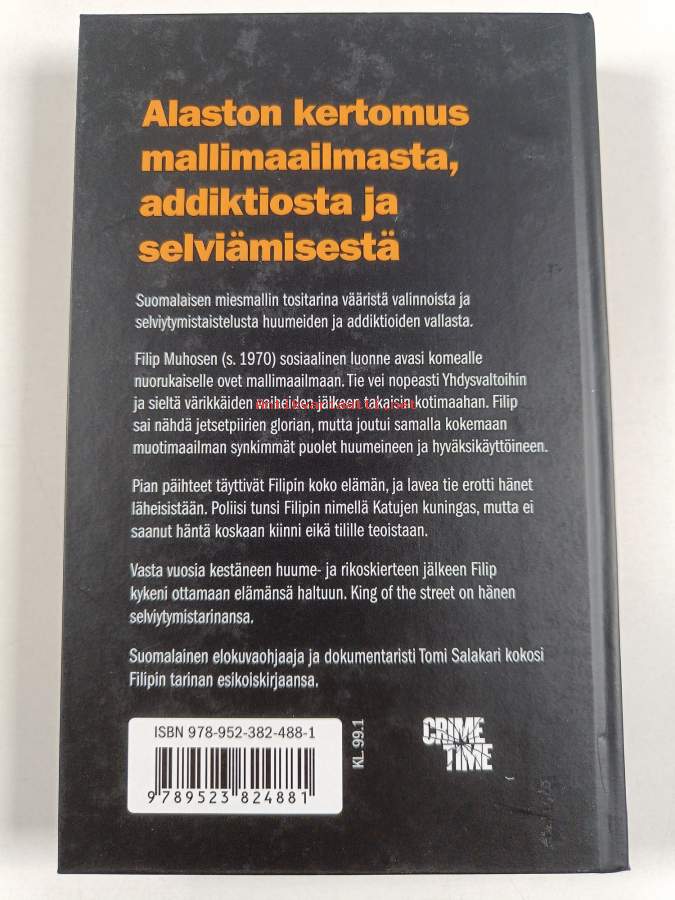 Alaston kertomus
mallimaailmasta,
addiktiosta ja
selviämisestä
Suomalaisen miesmallin tositarina vääristä valinnoista ja
selviytymistaistelusta huumeiden ja addiktioiden vallasta.
Filip Muhosen (s. 1970) sosiaalinen luonne avasi komealle
nuorukaiselle ovet mallimaailmaan. Tie vei nopeasti Yhdysvaltoihin
ja sieltä värikkäiden vaiheiden jälkeen takaisin kotimaahan. Filip
Antikvariaatti.net
sai nähdä jetsetpiirien glorian, mutta joutui samalla kokemaan
muotimaailman synkimmät puolet huumeineen ja hyväksikäyttöineen.
Pian päihteet täyttivät Filipin koko elämän, ja lavea tie erotti hänet
läheisistään. Poliisi tunsi Filipin nimellä Katujen kuningas, mutta ei
saanut häntä koskaan kiinni eikä tilille teoistaan.
Vasta vuosia kestäneen huume- ja rikoskierteen jälkeen Filip
kykeni ottamaan elämänsä haltuun. King of the street on hänen
selviytymistarinansa.
Suomalainen elokuvaohjaaja ja dokumentaristi Tomi Salakari kokosi
Filipin tarinan esikoiskirjaansa.
ISBN 978-952-382-488-1
9 789523 824881
KL 99.1
CRIME
TIME